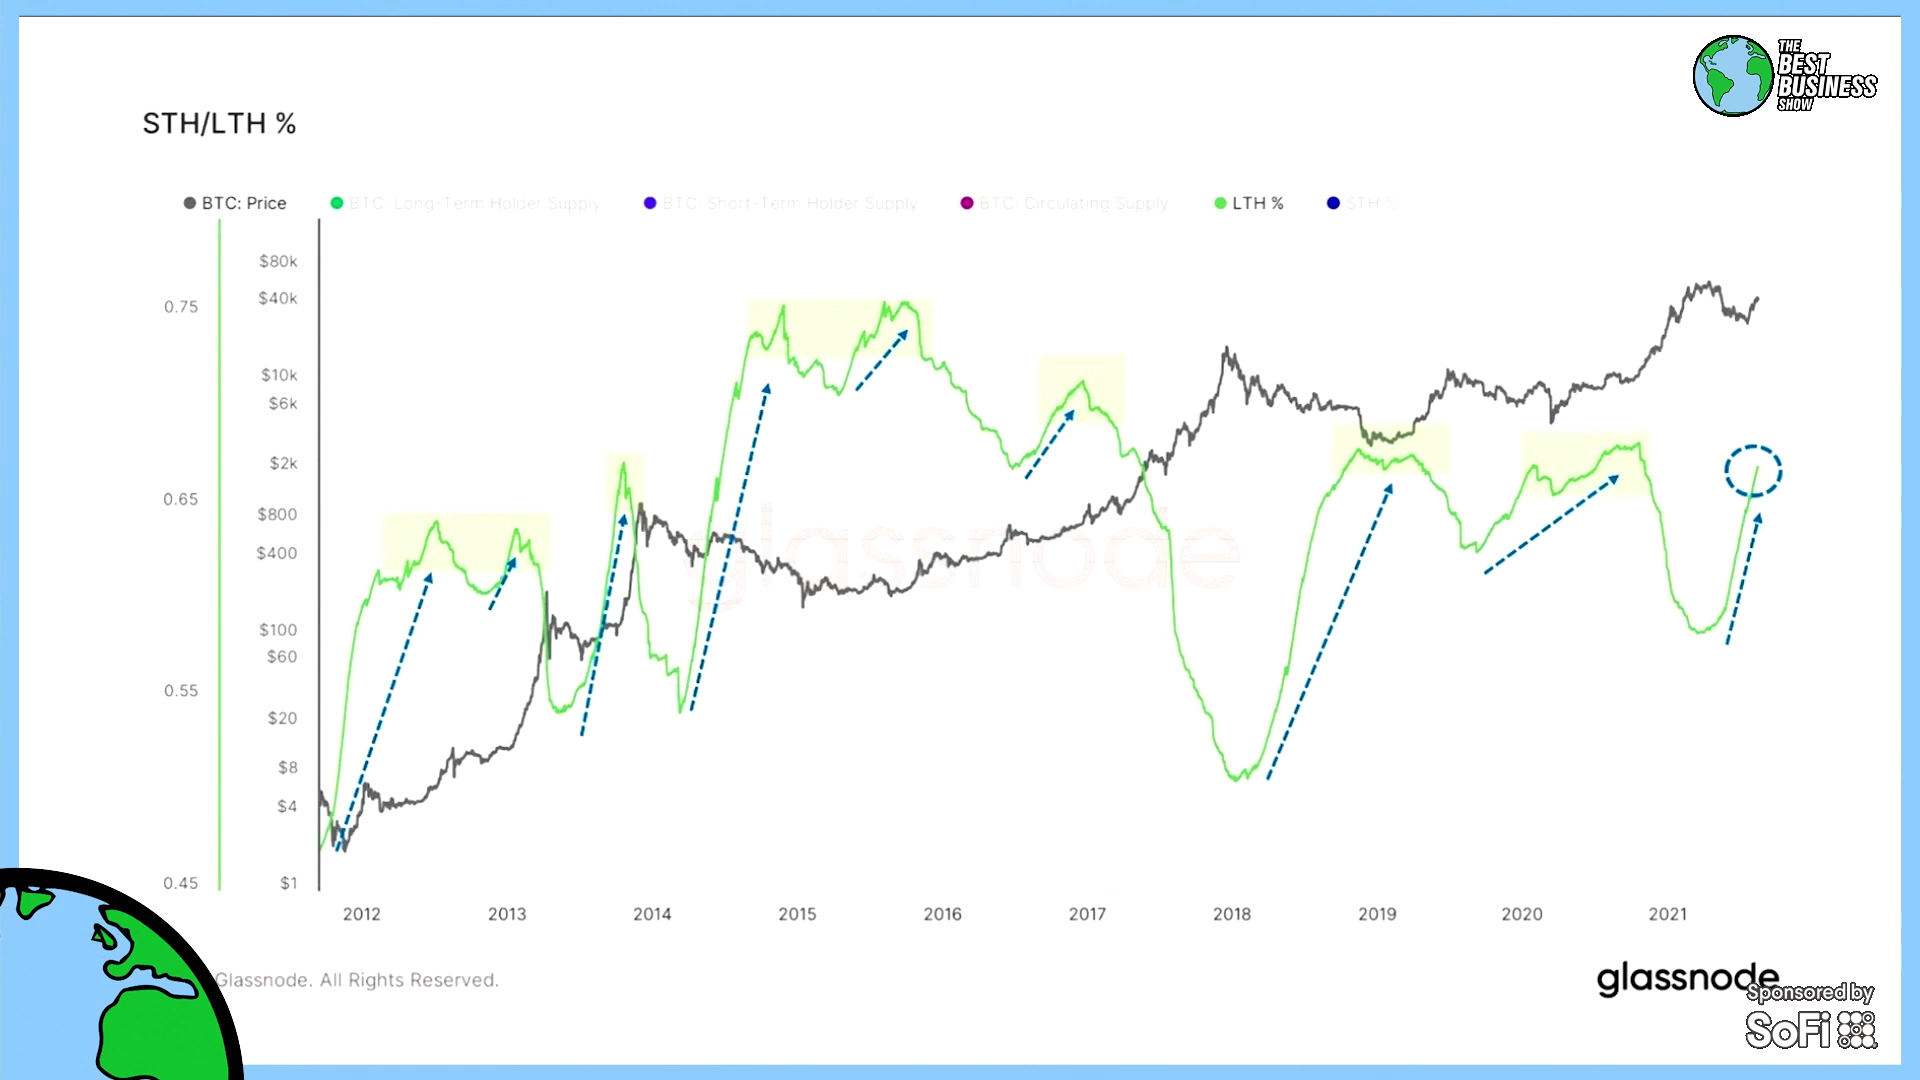 THE
BEST
BUSINESS
SHOW
STH/LTH %
BTC: Price
BTC: Long-Term Holder Supply
BTC: Short-Term Holder Supply
BTC: Circulating Supply
LTH %
STH %
$80k
$40k
$10k
$6k
$2k
$800
$400
$100
$60
$20
$8
$4
$1
0.75
0.65
0.55
0.45
glassnode
2012 2013 2014 2015 2016 2017 2018 2019 2020 2021
Glassnode. All Rights Reserved.
glassnode
Sponsored by
SoFi